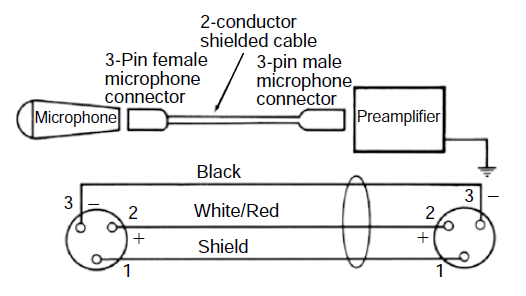 2-conductor
shielded cable
3-Pin female
microphone
connector
3-pin male
microphone
connector
Microphone
Preamplifier
Black
3
–
2
+
White/Red
Shield
1
3
–
2
+
1